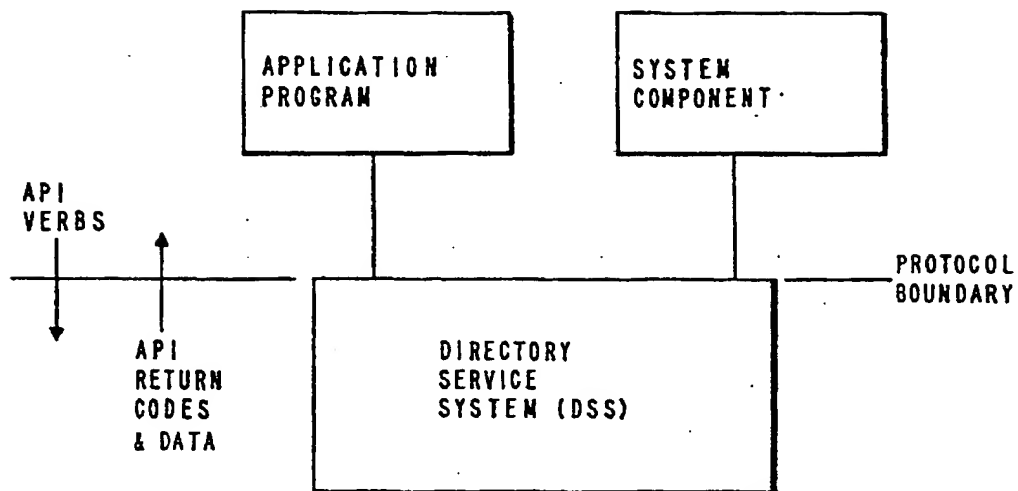 APPLICATION
PROGRAM
SYSTEM
COMPONENT
API
VERBS
PROTOCOL
BOUNDARY
API
RETURN
CODES
& DATA
DIRECTORY
SERVICE
SYSTEM (DSS)